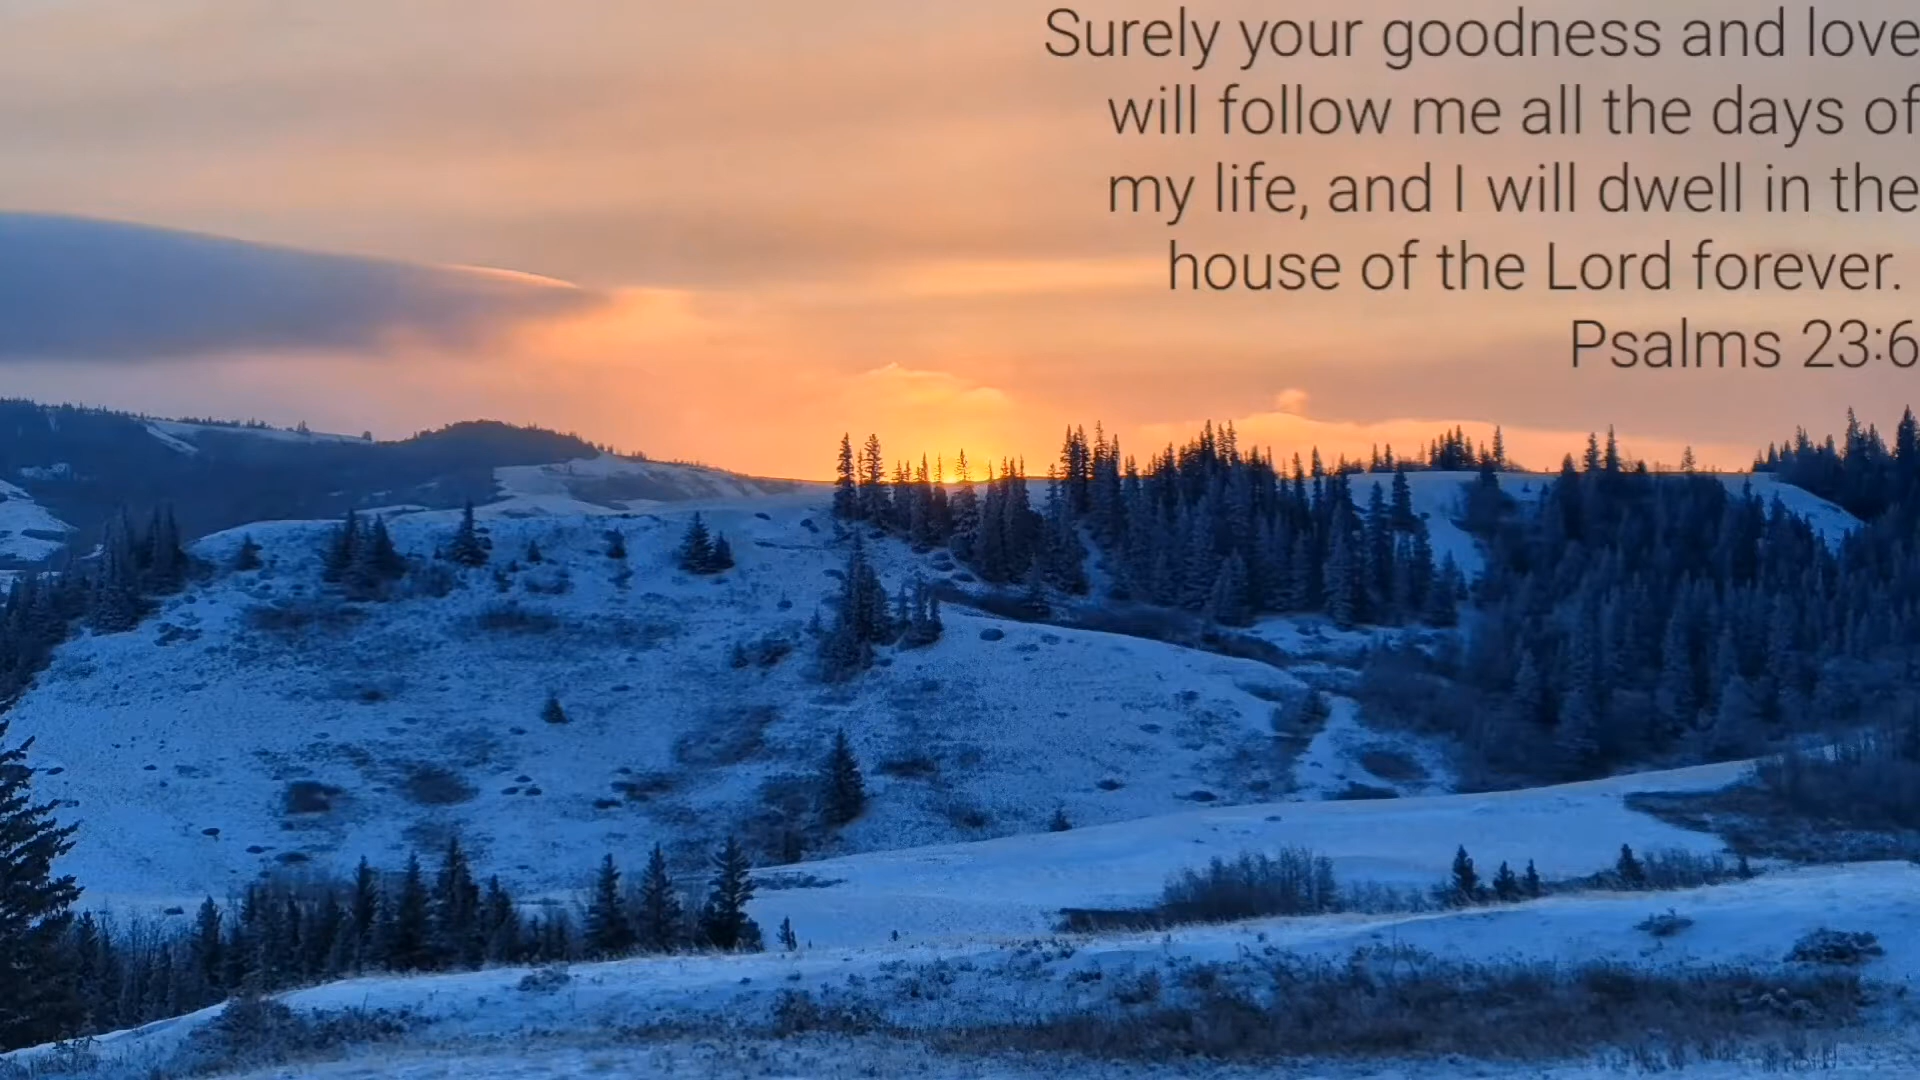 Surely your goodness and love
will follow me all the days of
my life, and I will dwell in the
house of the Lord forever.
Psalms 23:6